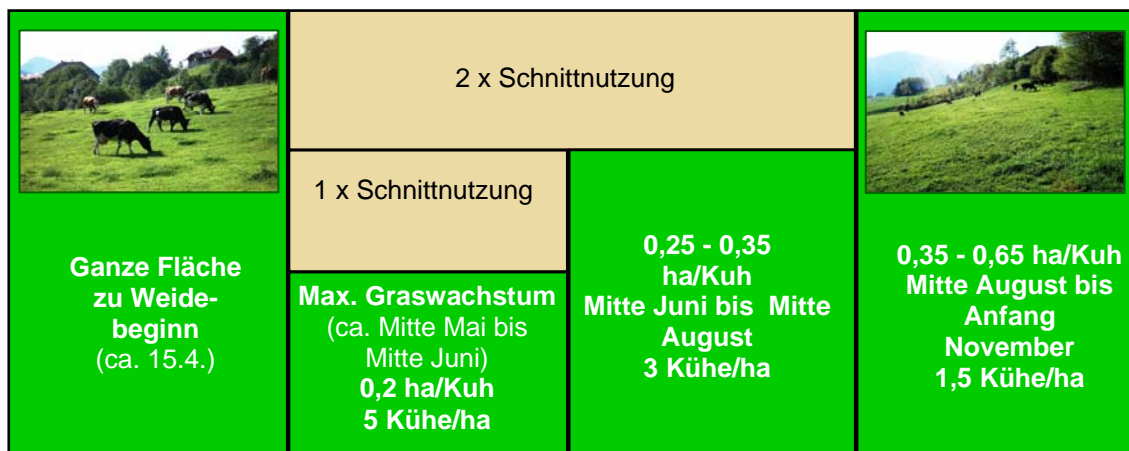 2 x Schnittnutzung
1 x Schnittnutzung
Ganze Fläche
zu Weide-
beginn
(ca. 15.4.)
Max. Graswachstum
(ca. Mitte Mai bis
Mitte Juni)
0,2 ha/Kuh
5 Kühe/ha
0,25 - 0,35
ha/Kuh
Mitte Juni bis Mitte
August
3 Kühe/ha
0,35 - 0,65 ha/Kuh
Mitte August bis
Anfang
November
1,5 Kühe/ha